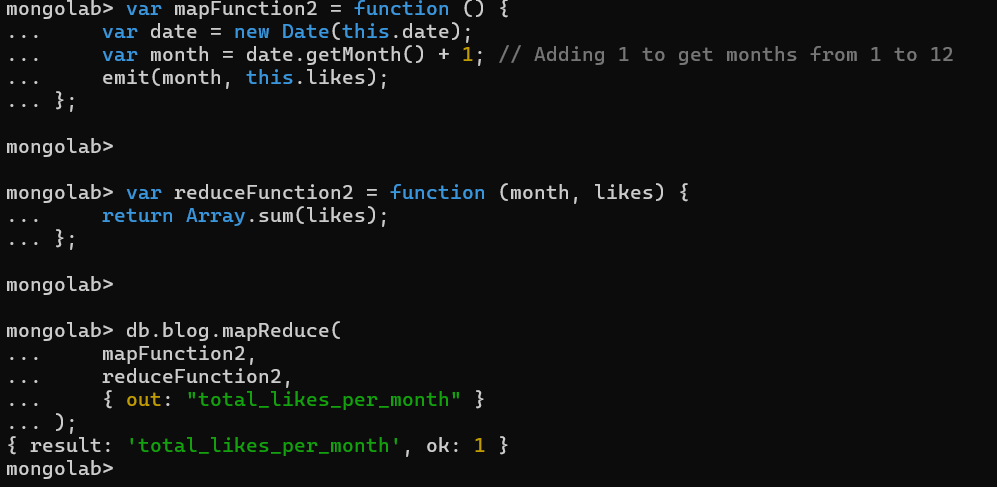 mongolab> var mapFunction2 = function () {
...     var date = new Date(this.date);
...     var month = date.getMonth() + 1; // Adding 1 to get months from 1 to 12
...     emit(month, this.likes);
... };
mongolab>
mongolab> var reduceFunction2 = function (month, likes) {
...     return Array.sum(likes);
... };
mongolab>
mongolab> db.blog.mapReduce(
...     mapFunction2,
...     reduceFunction2,
...     { out: "total_likes_per_month" }
... );
{ result: 'total_likes_per_month', ok: 1 }
mongolab>